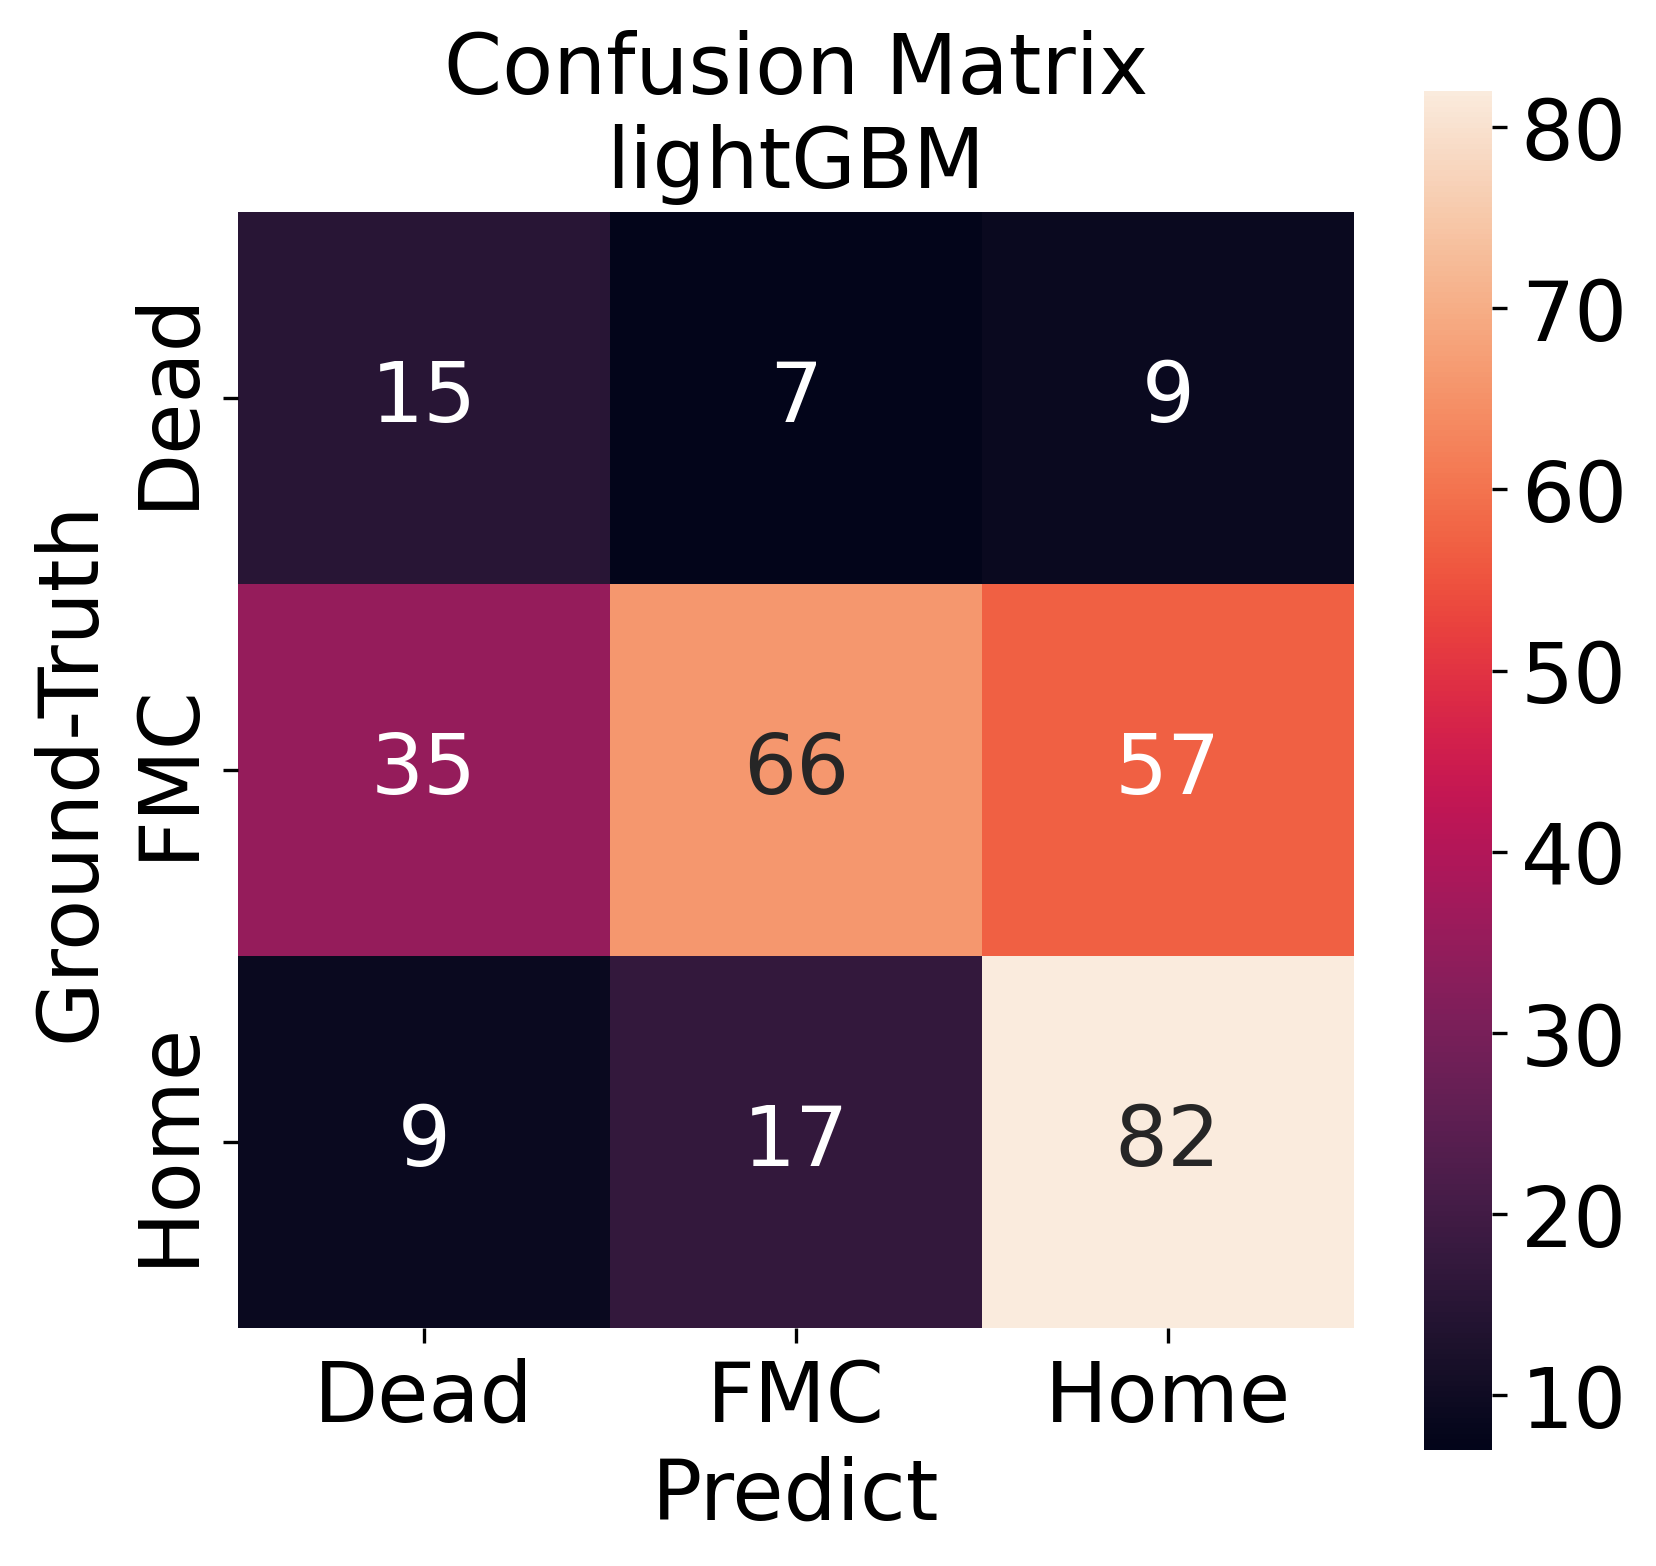 Confusion Matrix
lightGBM
Ground-Truth
Dead
FMC
Home
15 7 9
35 66 57
9 17 82
Dead FMC Home
Predict
80
70
60
50
40
30
20
10